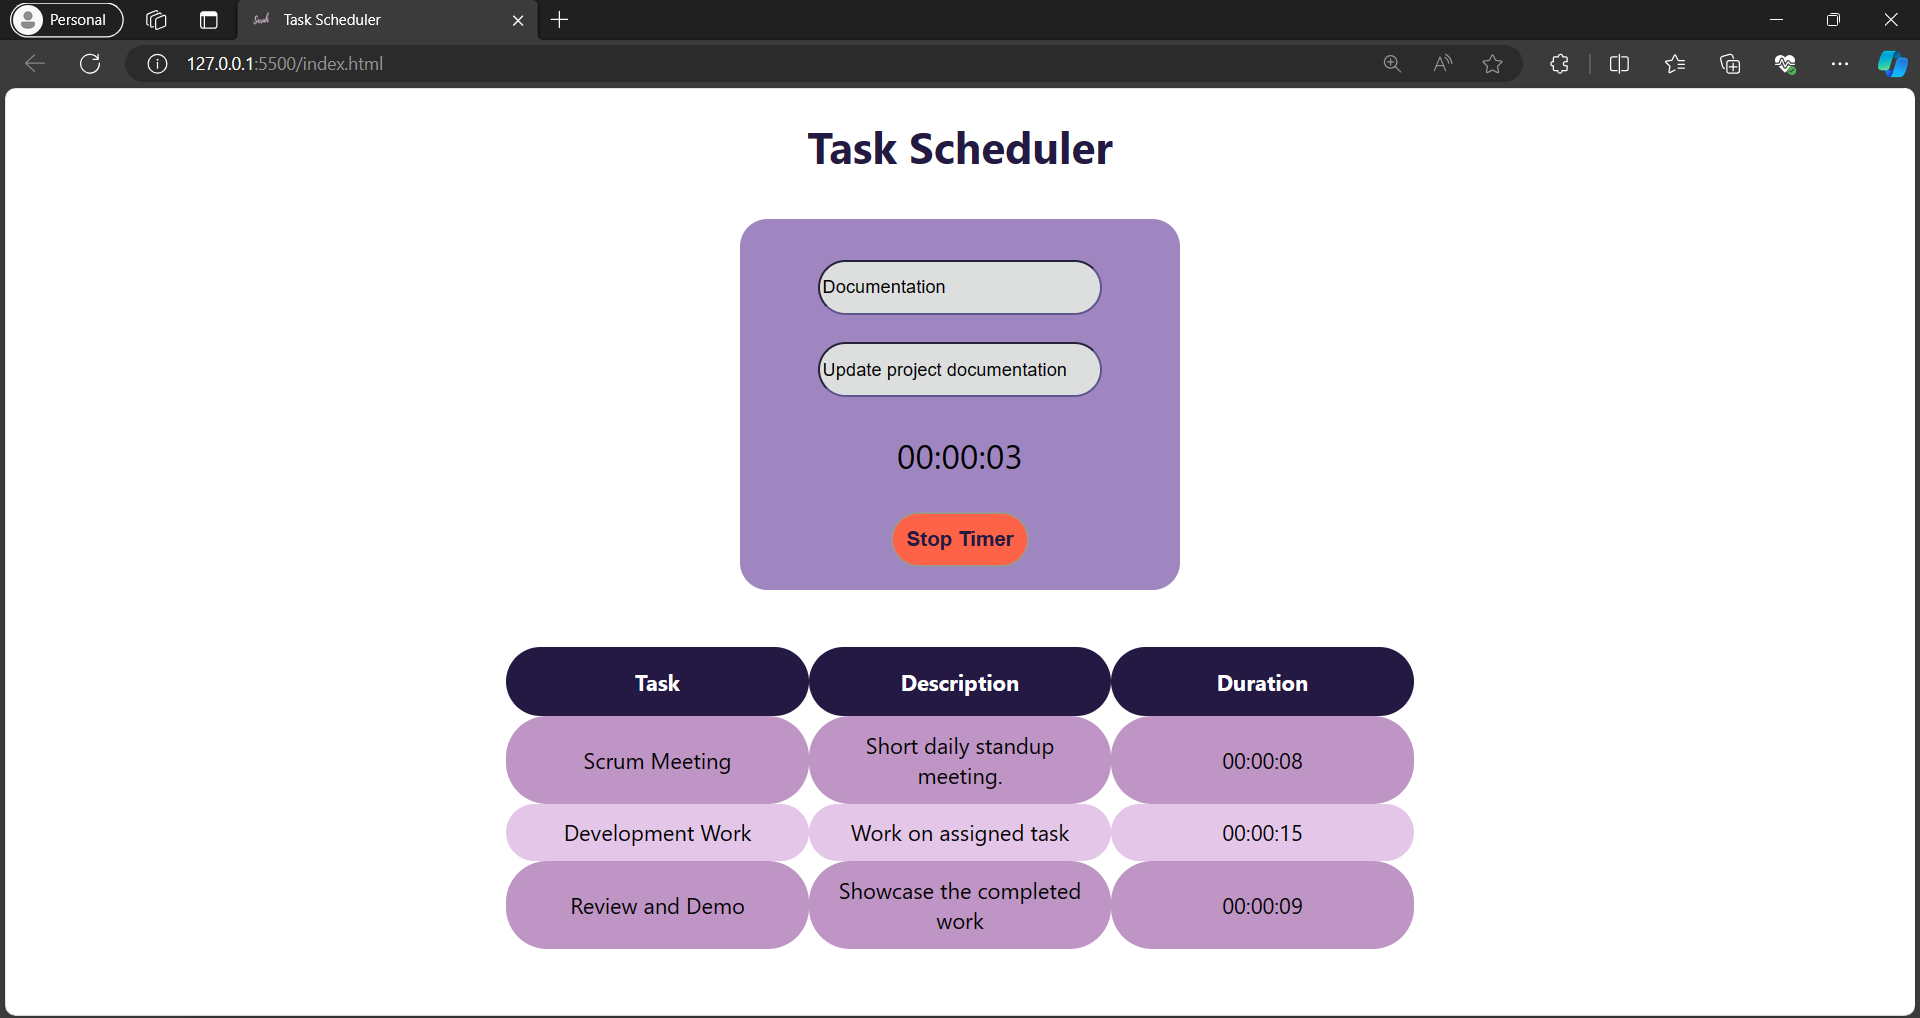 Personal
Task Scheduler
127.0.0.1:5500/index.html
Task Scheduler
Documentation
Update project documentation
00:00:03
Stop Timer
Task Description Duration
Scrum Meeting
Short daily standup
meeting.
00:00:08
Development Work Work on assigned task 00:00:15
Review and Demo
Showcase the completed
work
00:00:09